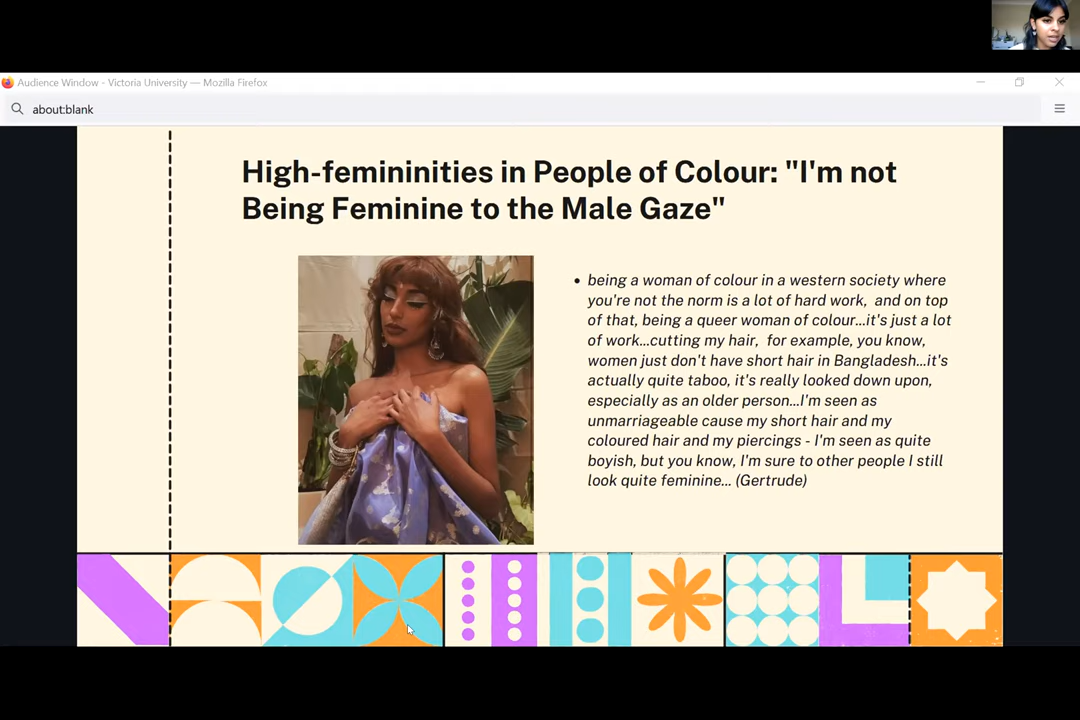 Audience Window - Victoria University — Mozilla Firefox
about:blank
High-femininities in People of Colour: "I'm not
Being Feminine to the Male Gaze"
being a woman of colour in a western society where
you're not the norm is a lot of hard work, and on top
of that, being a queer woman of colour...it's just a lot
of work...cutting my hair, for example, you know,
women just don't have short hair in Bangladesh...it's
actually quite taboo, it's really looked down upon,
especially as an older person...I'm seen as
unmarriageable cause my short hair and my
coloured hair and my piercings - I'm seen as quite
boyish, but you know, I'm sure to other people I still
look quite feminine... (Gertrude)